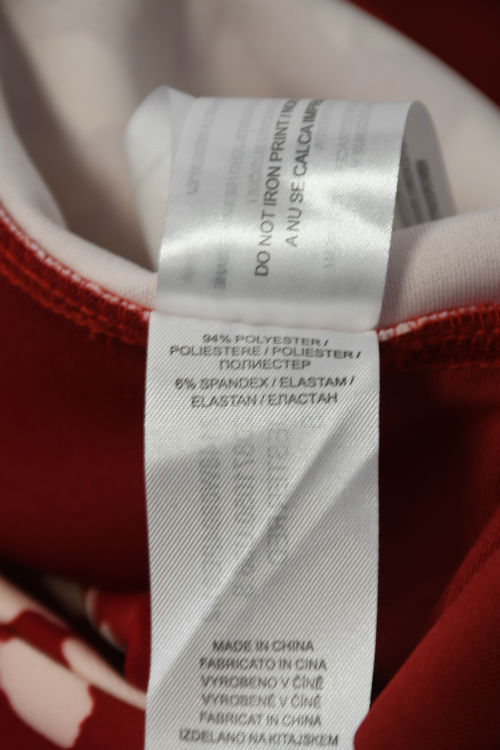 DO NOT IRON PRINT / NO
A NU SE CALCA IMPR
94% POLYESTER /
POLIESTERE / POLIESTER /
ПОЛИЕСТЕР
6% SPANDEX / ELASTAM /
ELASTAN / ЕЛАСТАН
MADE IN CHINA
FABRICATO IN CINA
VYROBENO V ČÍNĚ
VYROBENÉ V ČÍNE
FABRICAT IN CHINA
IZDELANO NA KITAJSKEM